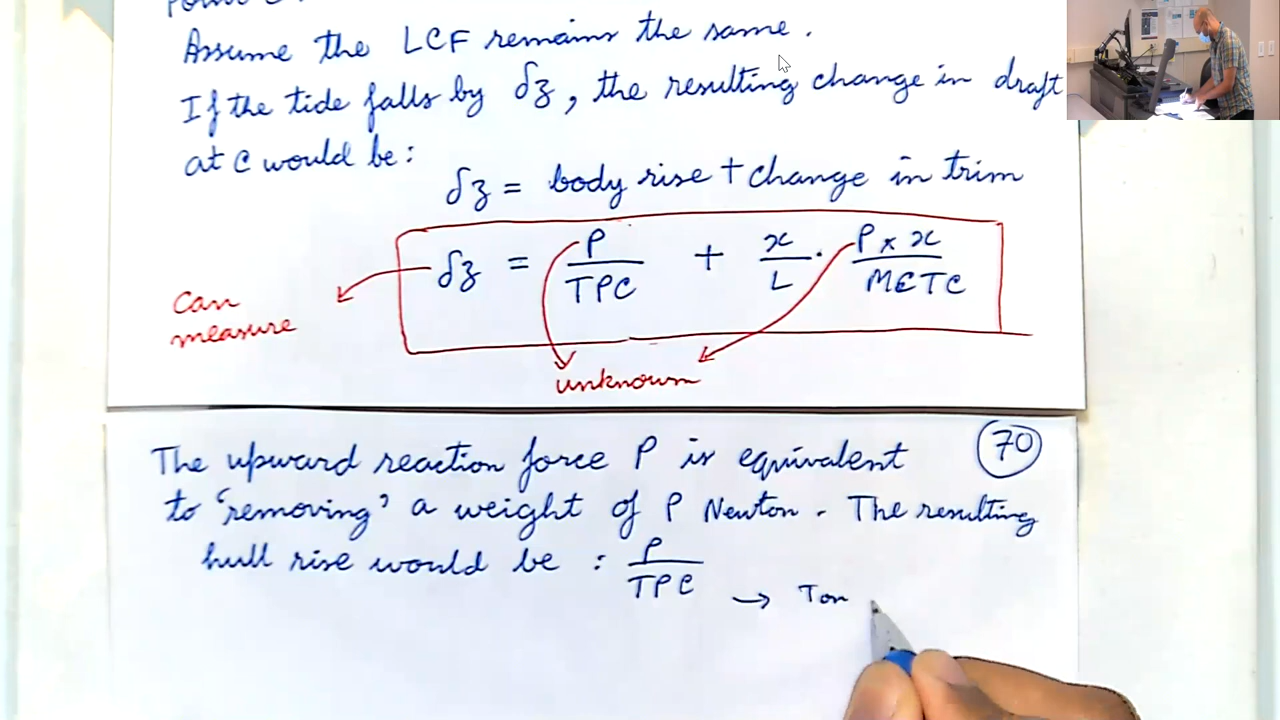 Assume the LCF remains the same.
If the tide falls by δz, the resulting change in draft
at C would be:
δz = body rise + change in trim
δz = P/TPC + x/L · P × x/MCTC
Can
measure
unknown
The upward reaction force P is equivalent
70
to 'removing' a weight of P Newton. The resulting
hull rise would be : P/TPC
→ Ton